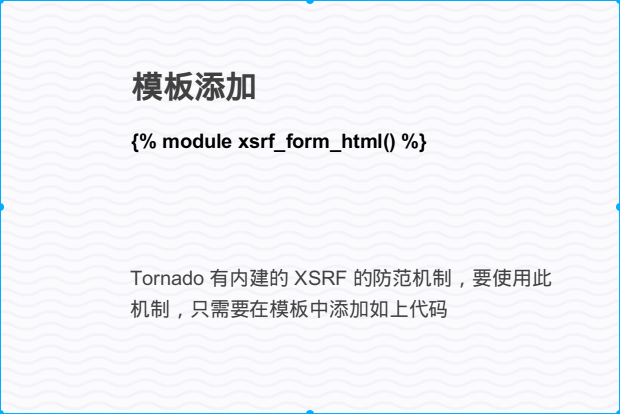 模板添加
{% module xsrf_form_html() %}
Tornado 有内建的 XSRF 的防范机制，要使用此
机制，只需要在模板中添加如上代码